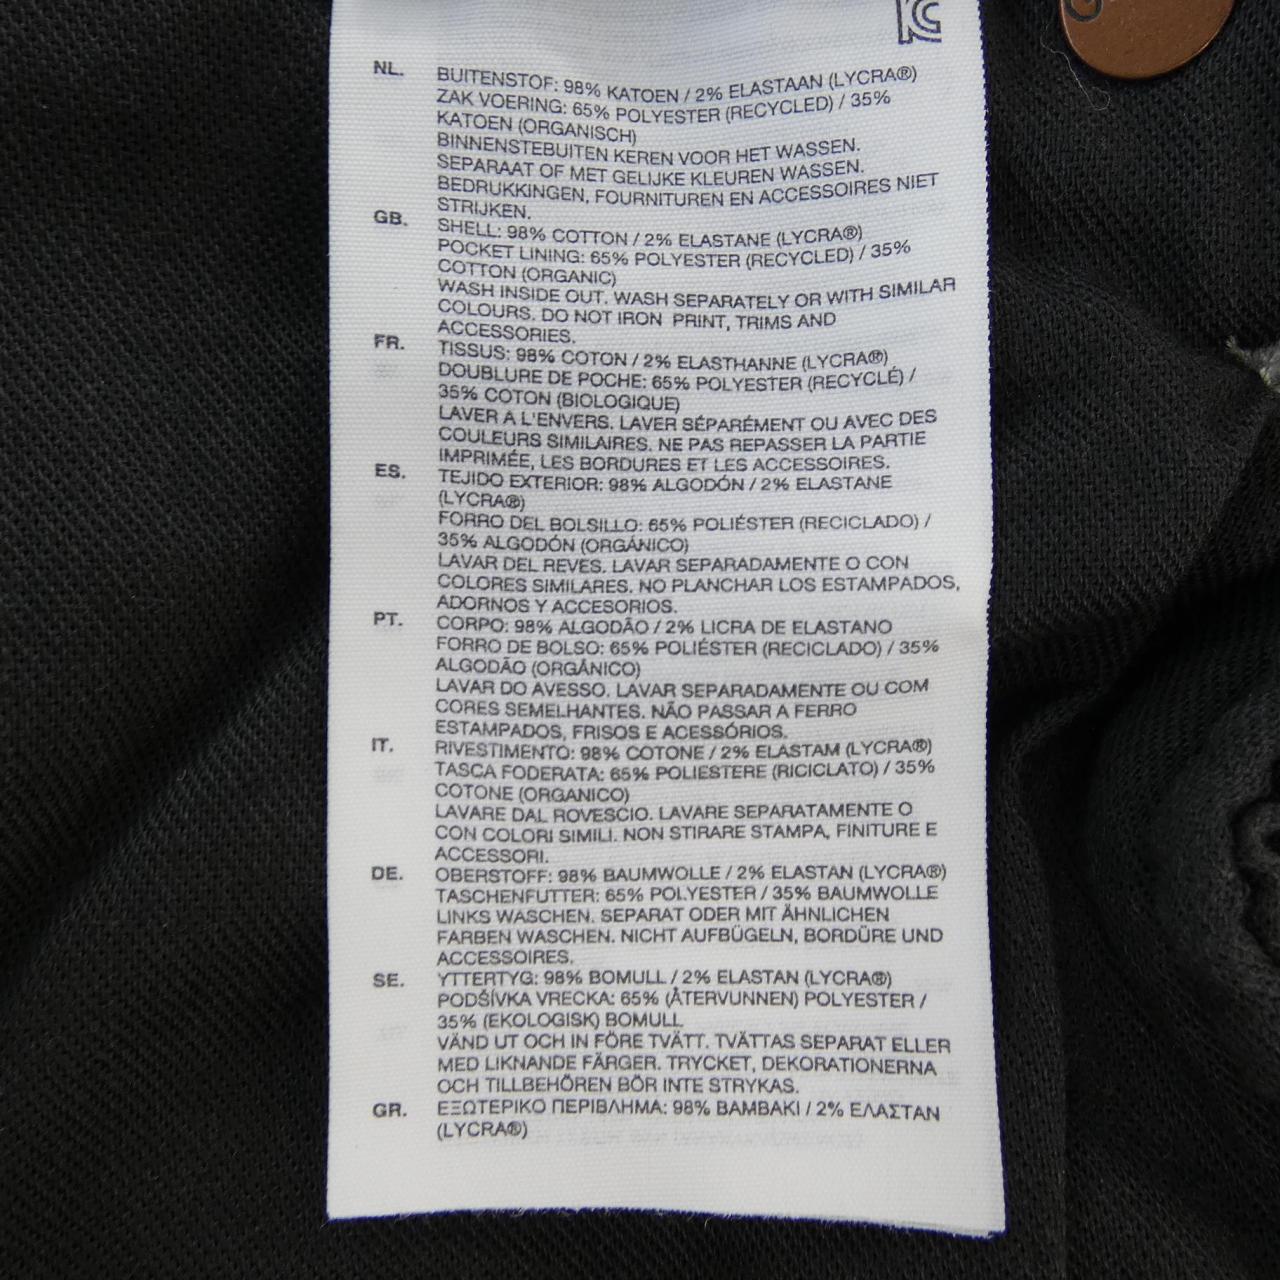 NL. BUITENSTOF: 98% KATOEN / 2% ELASTAAN (LYCRA®)
ZAK VOERING: 65% POLYESTER (RECYCLED) / 35%
KATOEN (ORGANISCH)
BINNENSTEBUITEN KEREN VOOR HET WASSEN.
SEPARAAT OF MET GELIJKE KLEUREN WASSEN.
BEDRUKKINGEN, FOURNITUREN EN ACCESSOIRES NIET
STRIJKEN.
GB. SHELL: 98% COTTON / 2% ELASTANE (LYCRA®)
POCKET LINING: 65% POLYESTER (RECYCLED) / 35%
COTTON (ORGANIC)
WASH INSIDE OUT. WASH SEPARATELY OR WITH SIMILAR
COLOURS. DO NOT IRON PRINT, TRIMS AND
ACCESSORIES.
FR. TISSUS: 98% COTON / 2% ELASTHANNE (LYCRA®)
DOUBLURE DE POCHE: 65% POLYESTER (RECYCLÉ) /
35% COTON (BIOLOGIQUE)
LAVER A L'ENVERS. LAVER SÉPARÉMENT OU AVEC DES
COULEURS SIMILAIRES. NE PAS REPASSER LA PARTIE
IMPRIMÉE, LES BORDURES ET LES ACCESSOIRES.
ES. TEJIDO EXTERIOR: 98% ALGODÓN / 2% ELASTANE
(LYCRA®)
FORRO DEL BOLSILLO: 65% POLIÉSTER (RECICLADO) /
35% ALGODÓN (ORGÁNICO)
LAVAR DEL REVES. LAVAR SEPARADAMENTE O CON
COLORES SIMILARES. NO PLANCHAR LOS ESTAMPADOS,
ADORNOS Y ACCESORIOS.
PT. CORPO: 98% ALGODÃO / 2% LICRA DE ELASTANO
FORRO DE BOLSO: 65% POLIÉSTER (RECICLADO) / 35%
ALGODÃO (ORGÂNICO)
LAVAR DO AVESSO. LAVAR SEPARADAMENTE OU COM
CORES SEMELHANTES. NÃO PASSAR A FERRO
ESTAMPADOS, FRISOS E ACESSÓRIOS.
IT. RIVESTIMENTO: 98% COTONE / 2% ELASTAM (LYCRA®)
TASCA FODERATA: 65% POLIESTERE (RICICLATO) / 35%
COTONE (ORGANICO)
LAVARE DAL ROVESCIO. LAVARE SEPARATAMENTE O
CON COLORI SIMILI. NON STIRARE STAMPA, FINITURE E
ACCESSORI.
DE. OBERSTOFF: 98% BAUMWOLLE / 2% ELASTAN (LYCRA®)
TASCHENFUTTER: 65% POLYESTER / 35% BAUMWOLLE
LINKS WASCHEN. SEPARAT ODER MIT ÄHNLICHEN
FARBEN WASCHEN. NICHT AUFBÜGELN, BORDÜRE UND
ACCESSOIRES.
SE. YTTERTYG: 98% BOMULL / 2% ELASTAN (LYCRA®)
PODŠÍVKA VRECKA: 65% (ÅTERVUNNEN) POLYESTER /
35% (EKOLOGISK) BOMULL
VÄND UT OCH IN FÖRE TVÄTT. TVÄTTAS SEPARAT ELLER
MED LIKNANDE FÄRGER. TRYCKET, DEKORATIONERNA
OCH TILLBEHÖREN BÖR INTE STRYKAS.
GR. ΕΞΩΤΕΡΙΚΟ ΠΕΡΙΒΛΗΜΑ: 98% ΒΑΜΒΑΚΙ / 2% ΕΛΑΣΤΑΝ
(LYCRA®)